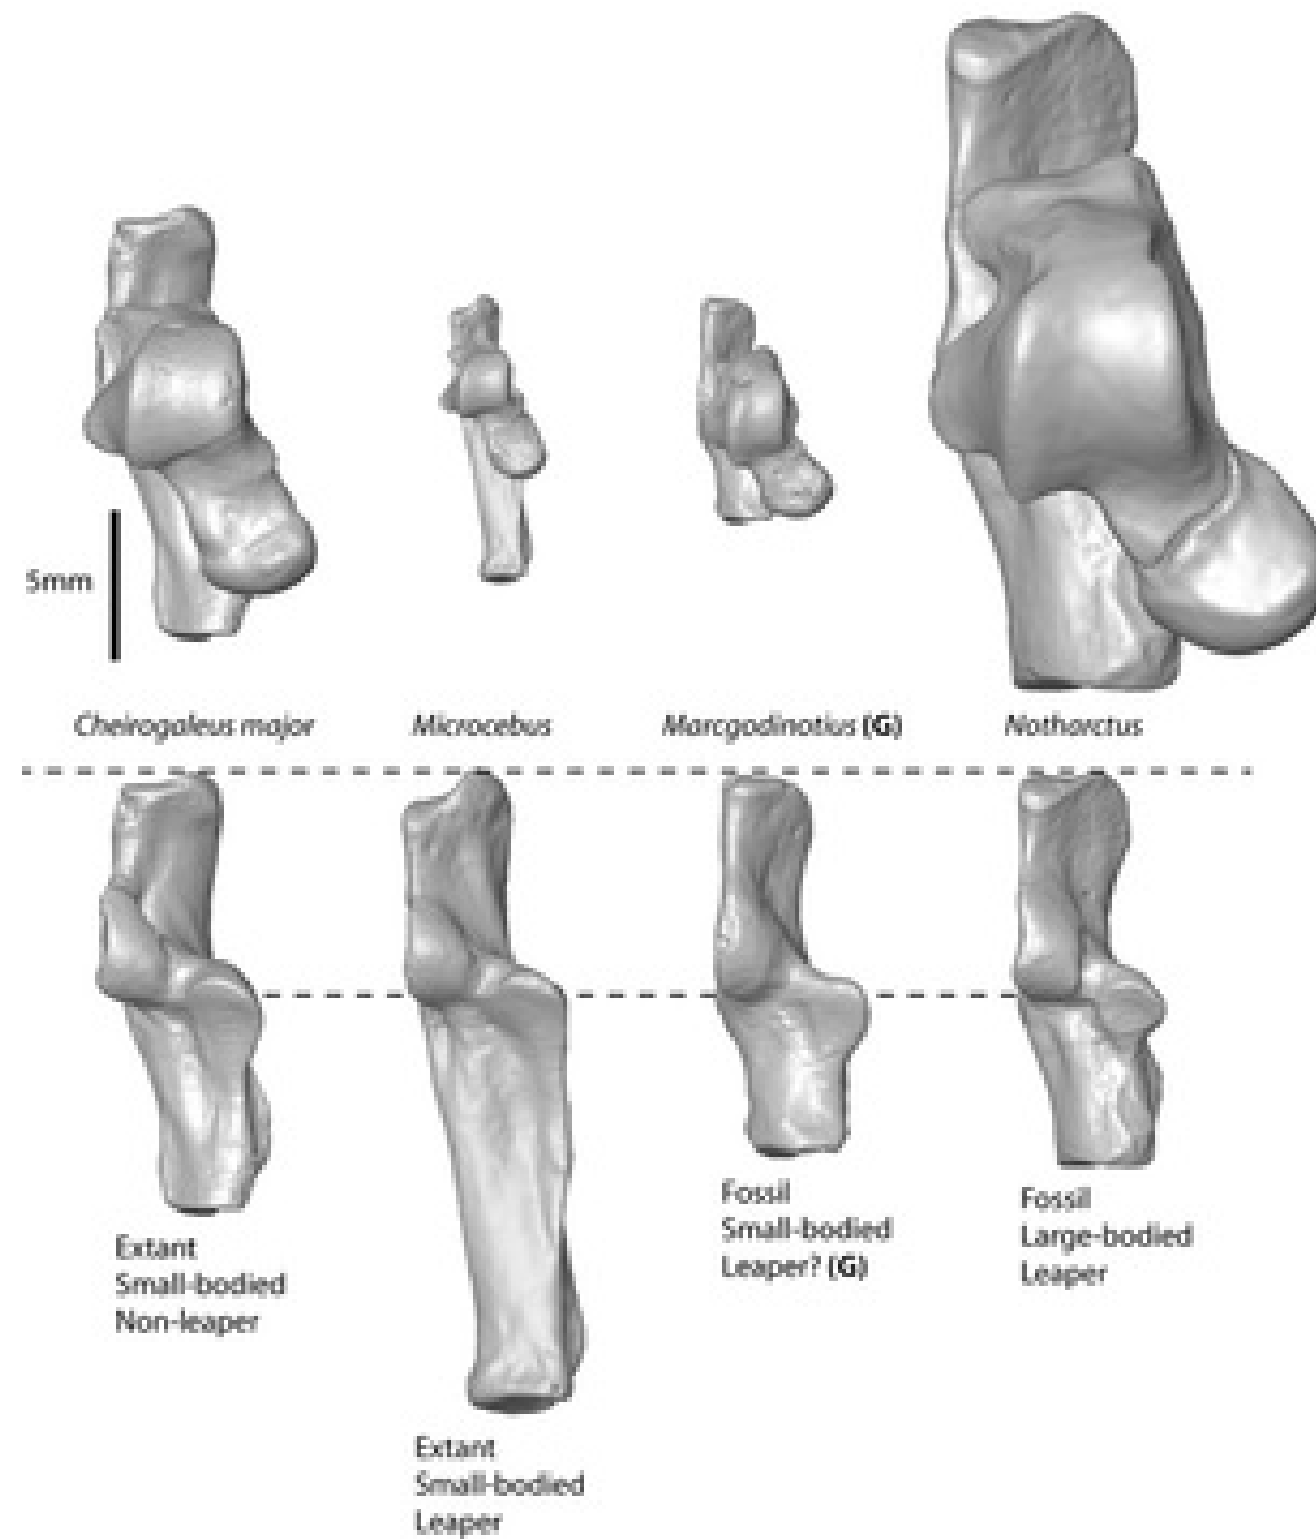 5mm
Cheirogaleus major
Microcebus
Marcgodinotius (G)
Notharctus
Extant
Small-bodied
Non-leaper
Extant
Small-bodied
Leaper
Fossil
Small-bodied
Leaper? (G)
Fossil
Large-bodied
Leaper